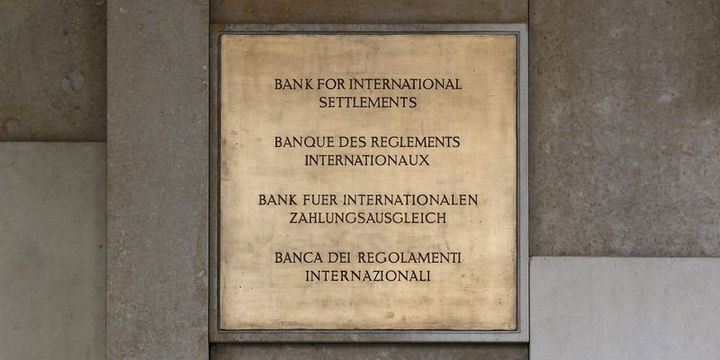 BANK FOR INTERNATIONAL
SETTLEMENTS
BANQUE DES REGLEMENTS
INTERNATIONAUX
BANK FUER INTERNATIONALEN
ZAHLUNGSAUSGLEICH
BANCA DEI REGOLAMENTI
INTERNAZIONALI